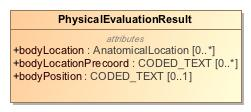 PhysicalEvaluationResult
attributes
+bodyLocation : AnatomicalLocation [0..*]
+bodyLocationPrecoord : CODED_TEXT [0..*]
+bodyPosition : CODED_TEXT [0..1]